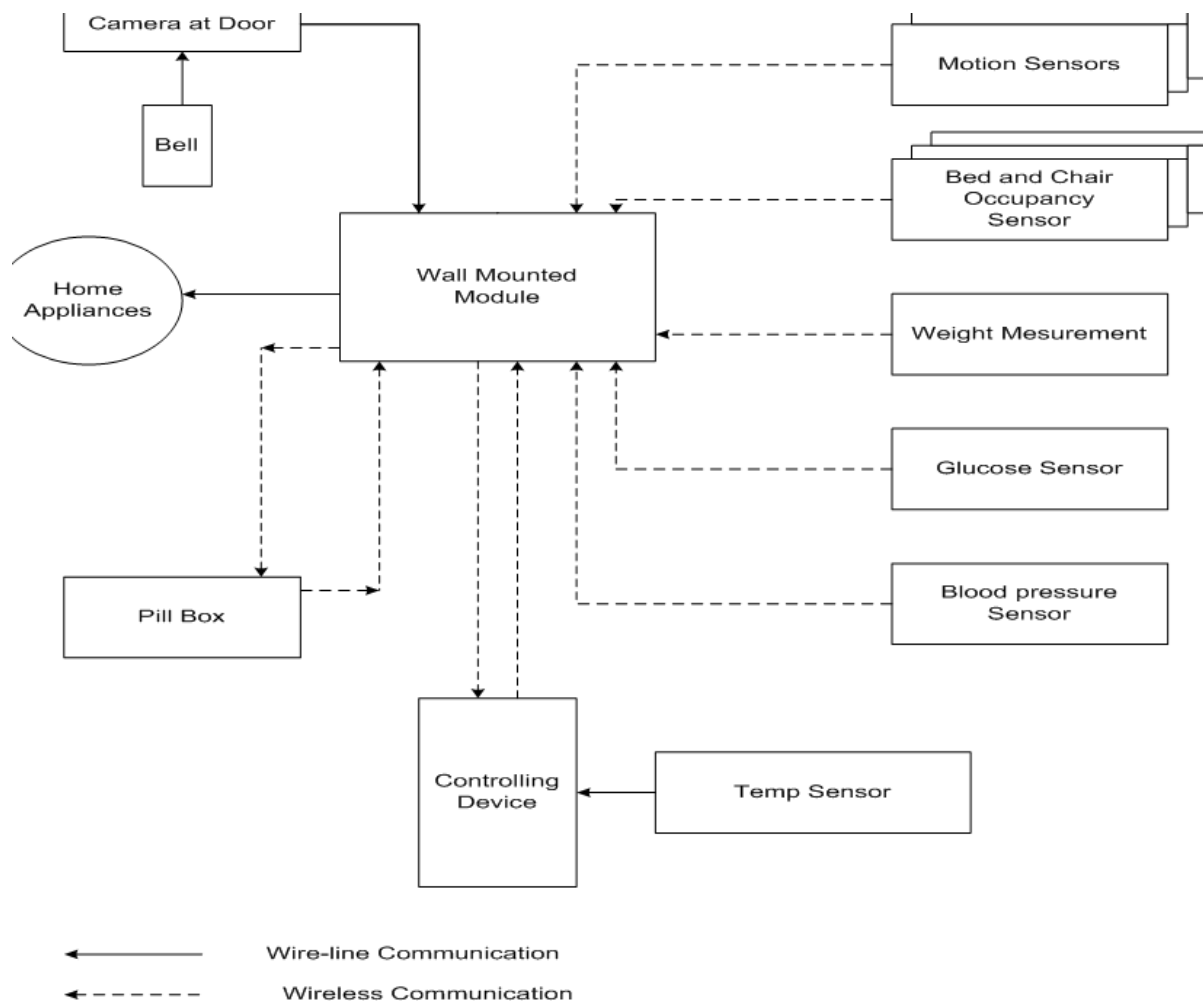 Camera at Door
Motion Sensors
Bell
Bed and Chair
Occupancy
Sensor
Wall Mounted
Module
Home
Appliances
Weight Mesurement
Glucose Sensor
Pill Box
Blood pressure
Sensor
Controlling
Device
Temp Sensor
Wire-line Communication
Wireless Communication